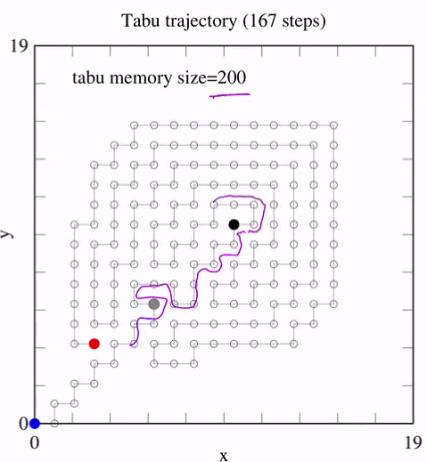 Tabu trajectory (167 steps)
19
tabu memory size=200
y
0
0
19
x